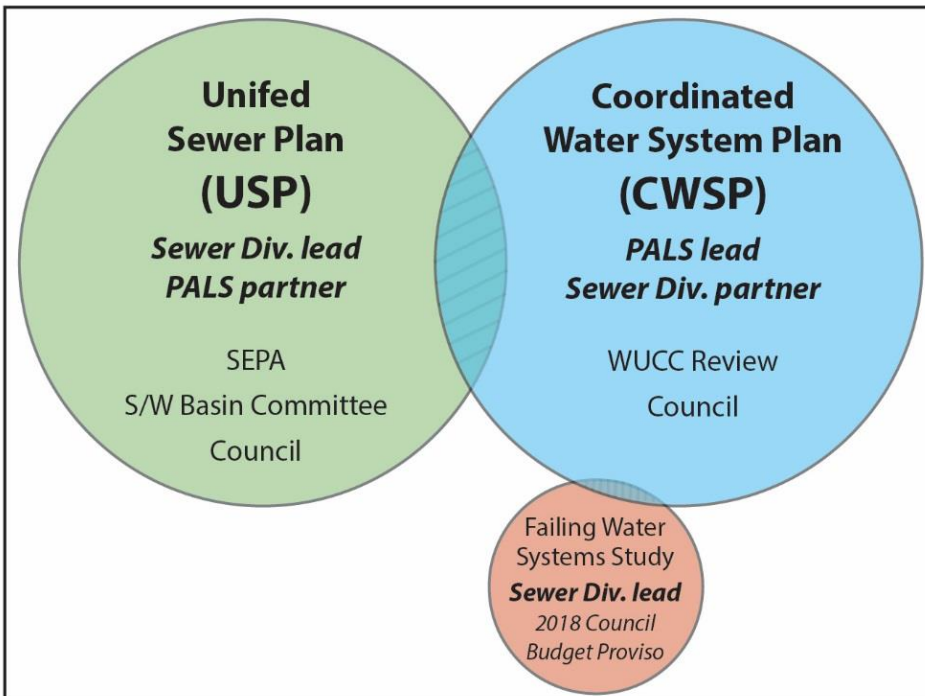 Unifed
Sewer Plan
(USP)
Sewer Div. lead
PALS partner
SEPA
S/W Basin Committee
Council
Coordinated
Water System Plan
(CWSP)
PALS lead
Sewer Div. partner
WUCC Review
Council
Failing Water
Systems Study
Sewer Div. lead
2018 Council
Budget Proviso